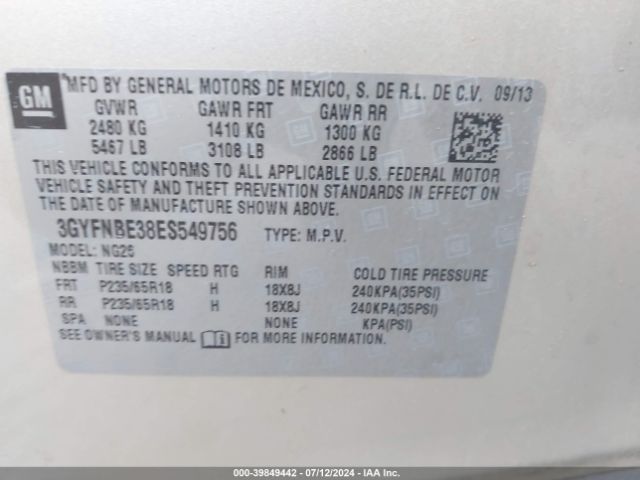 GM
MFD BY GENERAL MOTORS DE MEXICO, S. DE R.L. DE C.V. 09/13
GVWR GAWR FRT GAWR RR
2480 KG 1410 KG 1300 KG
5467 LB 3108 LB 2866 LB
THIS VEHICLE CONFORMS TO ALL APPLICABLE U.S. FEDERAL MOTOR
VEHICLE SAFETY AND THEFT PREVENTION STANDARDS IN EFFECT ON
THE DATE OF MANUFACTURE SHOWN ABOVE.
3GYFNBE38ES549756 TYPE: M.P.V.
MODEL: NG26
NBBM TIRE SIZE SPEED RTG RIM COLD TIRE PRESSURE
FRT P235/65R18 H 18X8J 240KPA(35PSI)
RR P235/65R18 H 18X8J 240KPA(35PSI)
SPA NONE NONE KPA(PSI)
SEE OWNER'S MANUAL FOR MORE INFORMATION.
000-39849442 - 07/12/2024 - IAA Inc.